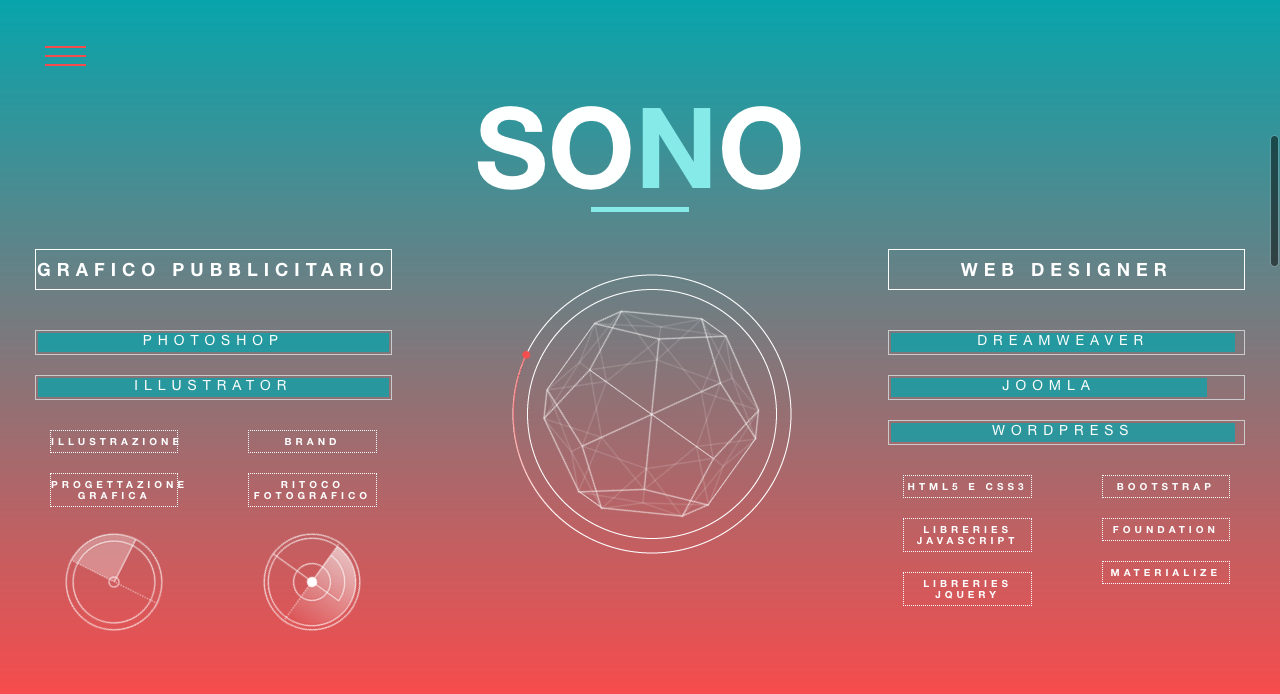 SONO
GRAFICO PUBBLICITARIO
PHOTOSHOP
ILLUSTRATOR
ILLUSTRAZIONE
BRAND
PROGETTAZIONE
GRAFICA
RITOCO
FOTOGRAFICO
WEB DESIGNER
DREAMWEAVER
JOOMLA
WORDPRESS
HTML5 E CSS3
BOOTSTRAP
LIBRERIES
JAVASCRIPT
FOUNDATION
LIBRERIES
JQUERY
MATERIALIZE